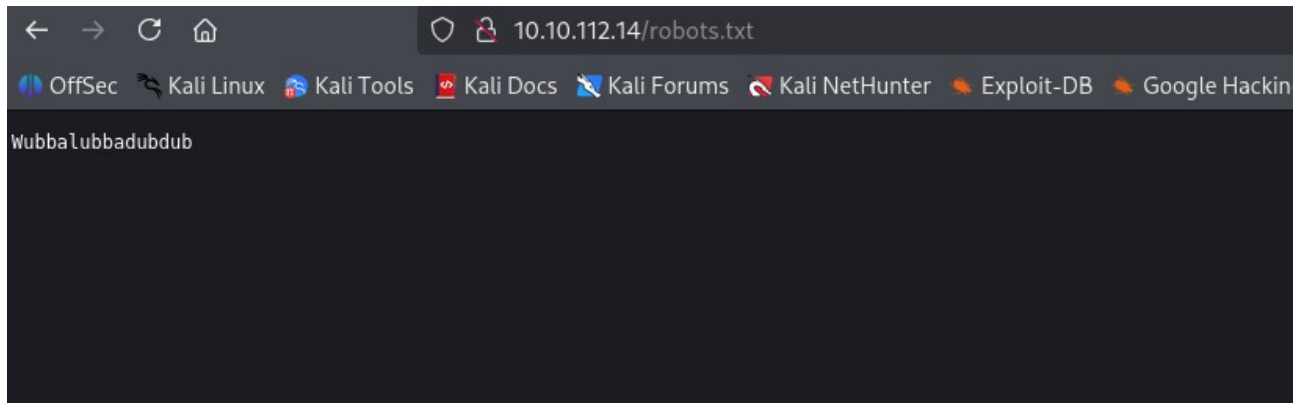 10.10.112.14/robots.txt
OffSec Kali Linux Kali Tools Kali Docs Kali Forums Kali NetHunter Exploit-DB Google Hackin
Wubbalubbadubdub